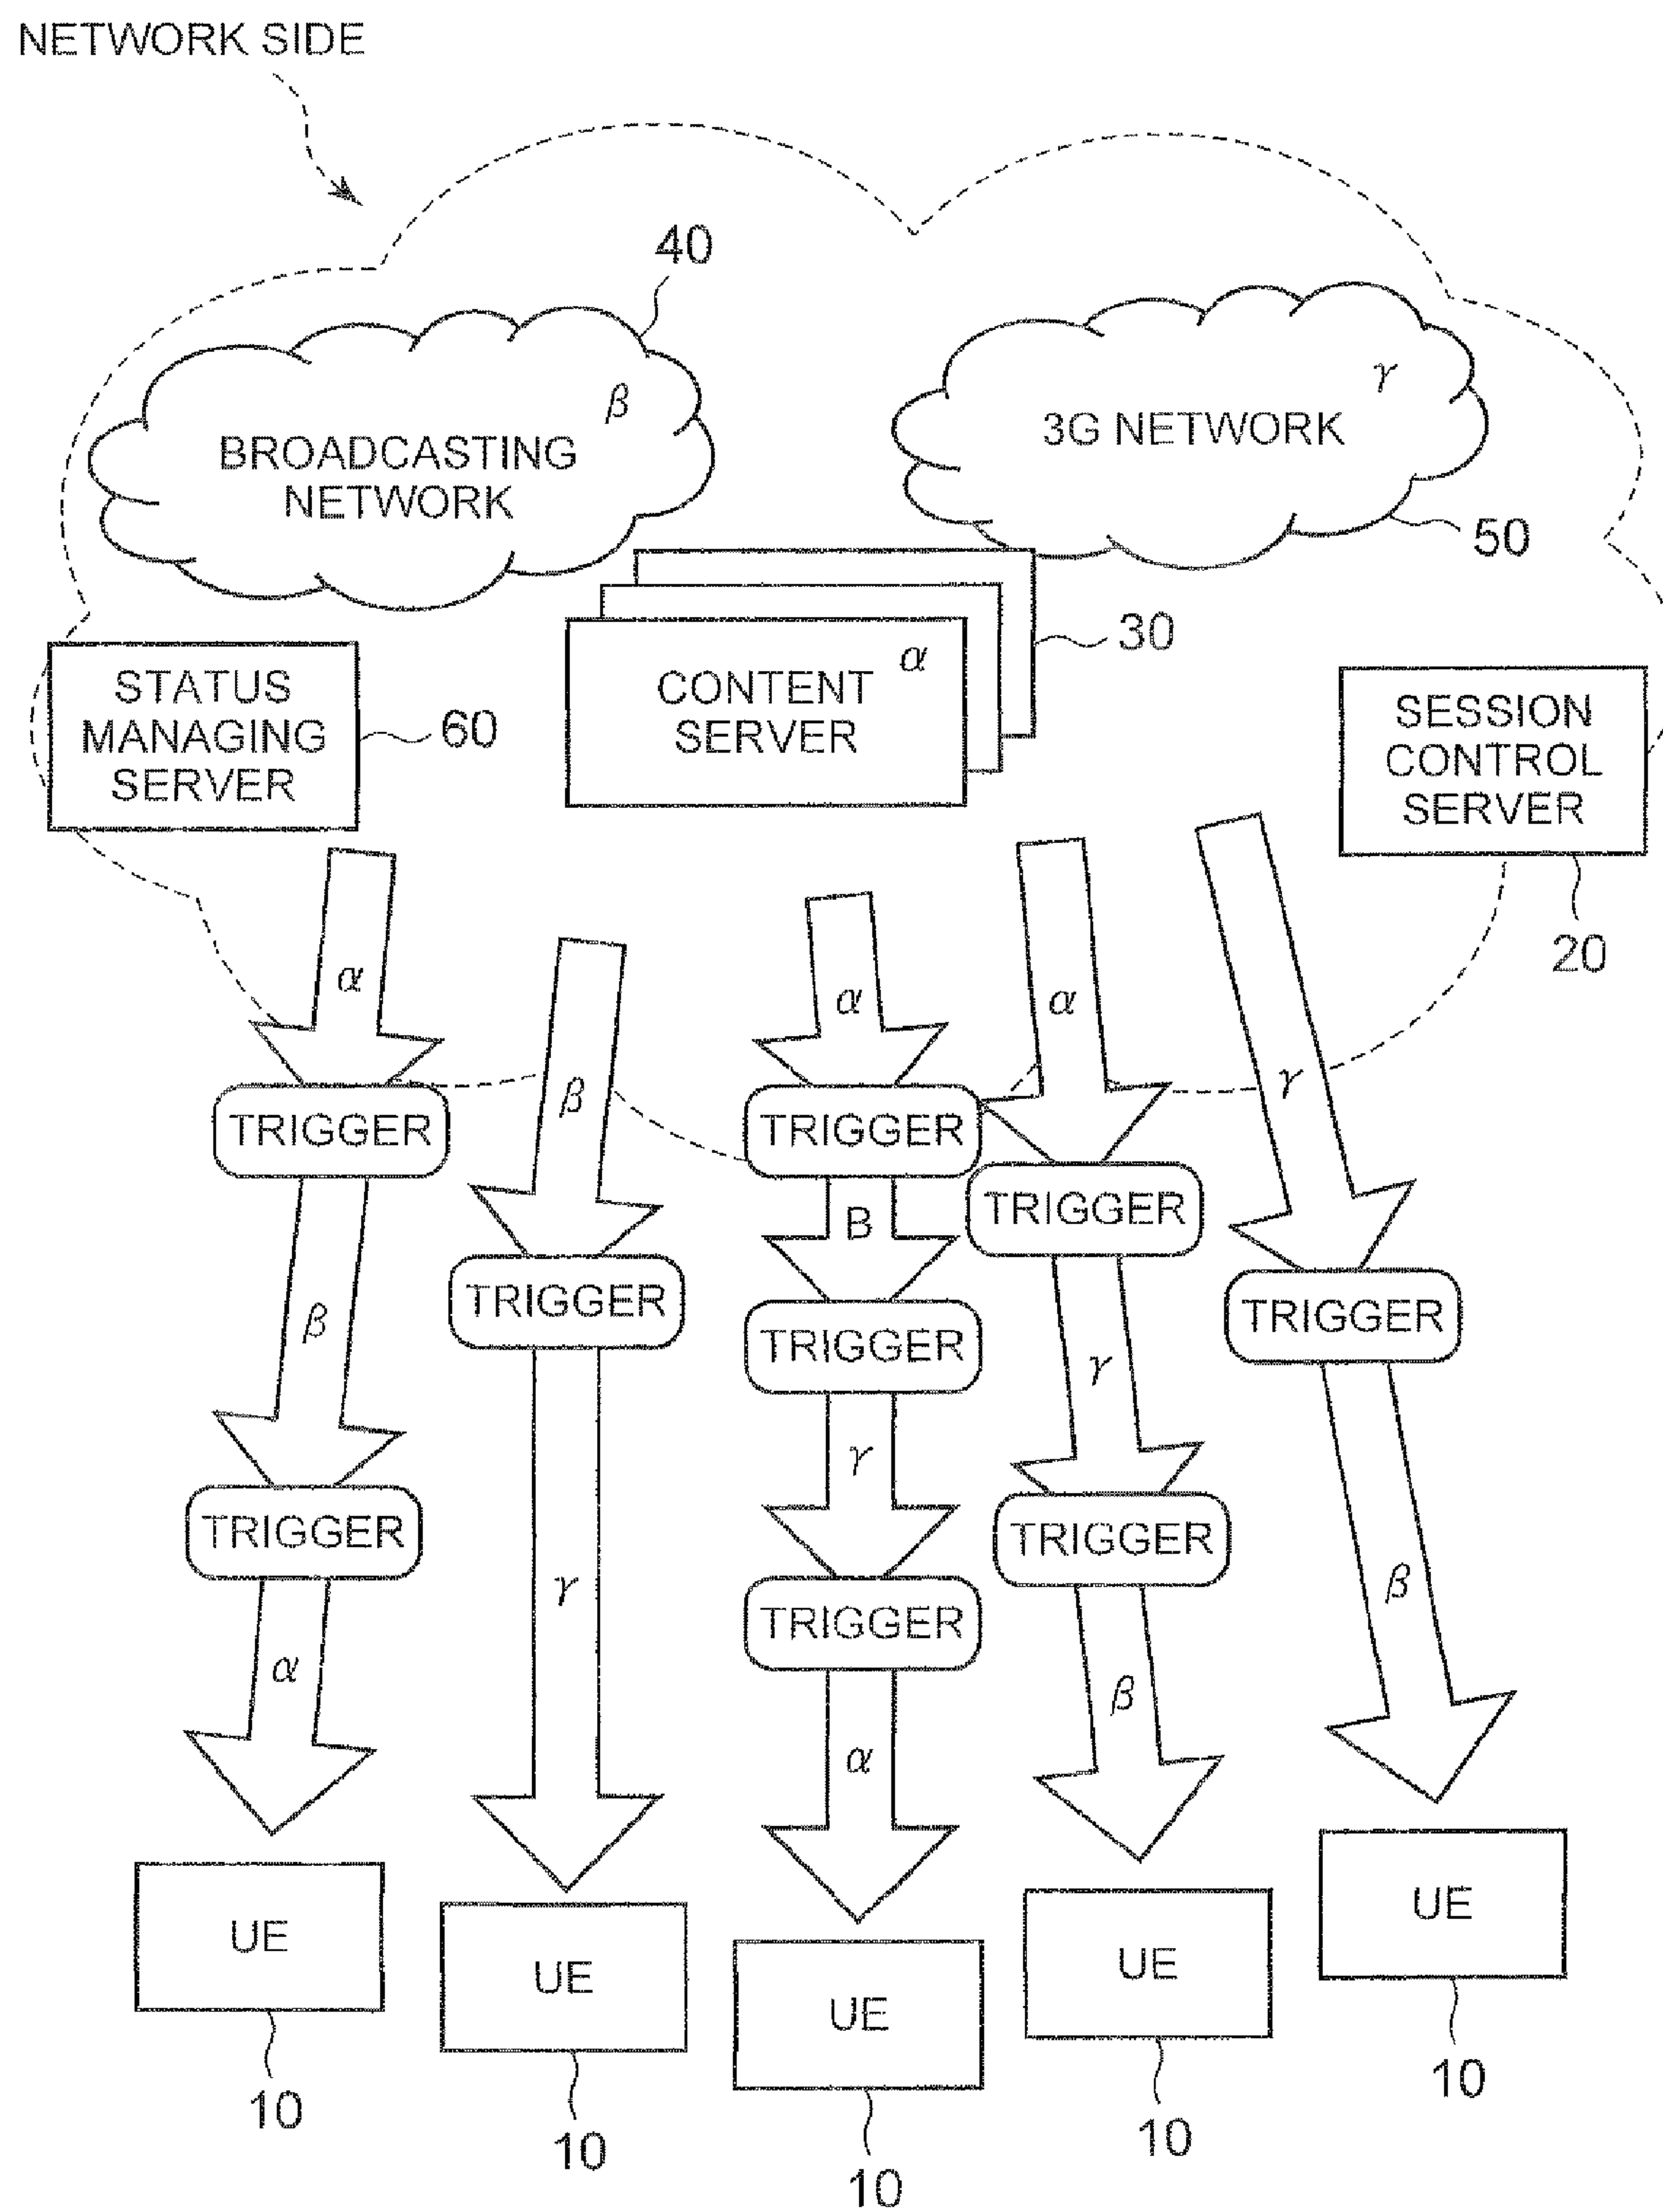 NETWORK SIDE
40
β
BROADCASTING
NETWORK
γ
3G NETWORK
50
30
α
CONTENT
SERVER
STATUS
MANAGING
SERVER
60
SESSION
CONTROL
SERVER
20
α
β
α
α
γ
TRIGGER
TRIGGER
TRIGGER
B
TRIGGER
TRIGGER
β
TRIGGER
γ
γ
TRIGGER
TRIGGER
γ
TRIGGER
β
α
α
β
UE
UE
UE
UE
UE
10
10
10
10
10